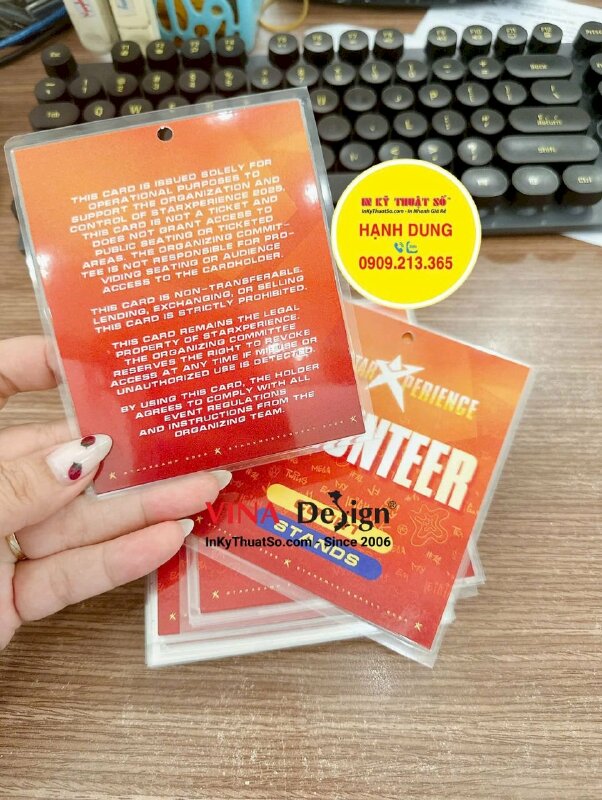 THIS CARD IS ISSUED SOLELY FOR
OPERATIONAL PURPOSES TO
SUPPORT THE ORGANIZATION AND
CONTROL OF STARXPERIENCE 2025.
THIS CARD IS NOT A TICKET AND
DOES NOT GRANT ACCESS TO
PUBLIC SEATING OR TICKETED
AREAS. THE ORGANIZING COMMIT-
TEE IS NOT RESPONSIBLE FOR PRO-
VIDING SEATING OR AUDIENCE
ACCESS TO THE CARDHOLDER.
THIS CARD IS NON-TRANSFERABLE.
LENDING, EXCHANGING, OR SELLING
THIS CARD IS STRICTLY PROHIBITED.
THIS CARD REMAINS THE LEGAL
PROPERTY OF STARXPERIENCE.
THE ORGANIZING COMMITTEE
RESERVES THE RIGHT TO REVOKE
ACCESS AT ANY TIME IF MISUSE OR
UNAUTHORIZED USE IS DETECTED.
BY USING THIS CARD, THE HOLDER
AGREES TO COMPLY WITH ALL
EVENT REGULATIONS
AND INSTRUCTIONS FROM THE
ORGANIZING TEAM.
IN KỸ THUẬT SỐ
InKyThuatSo.com - In Nhanh Giá Rẻ
HẠNH DUNG
0909.213.365
STAR XPERIENCE
UNTEER
STANDS
VINA Design®
InKyThuatSo.com - Since 2006